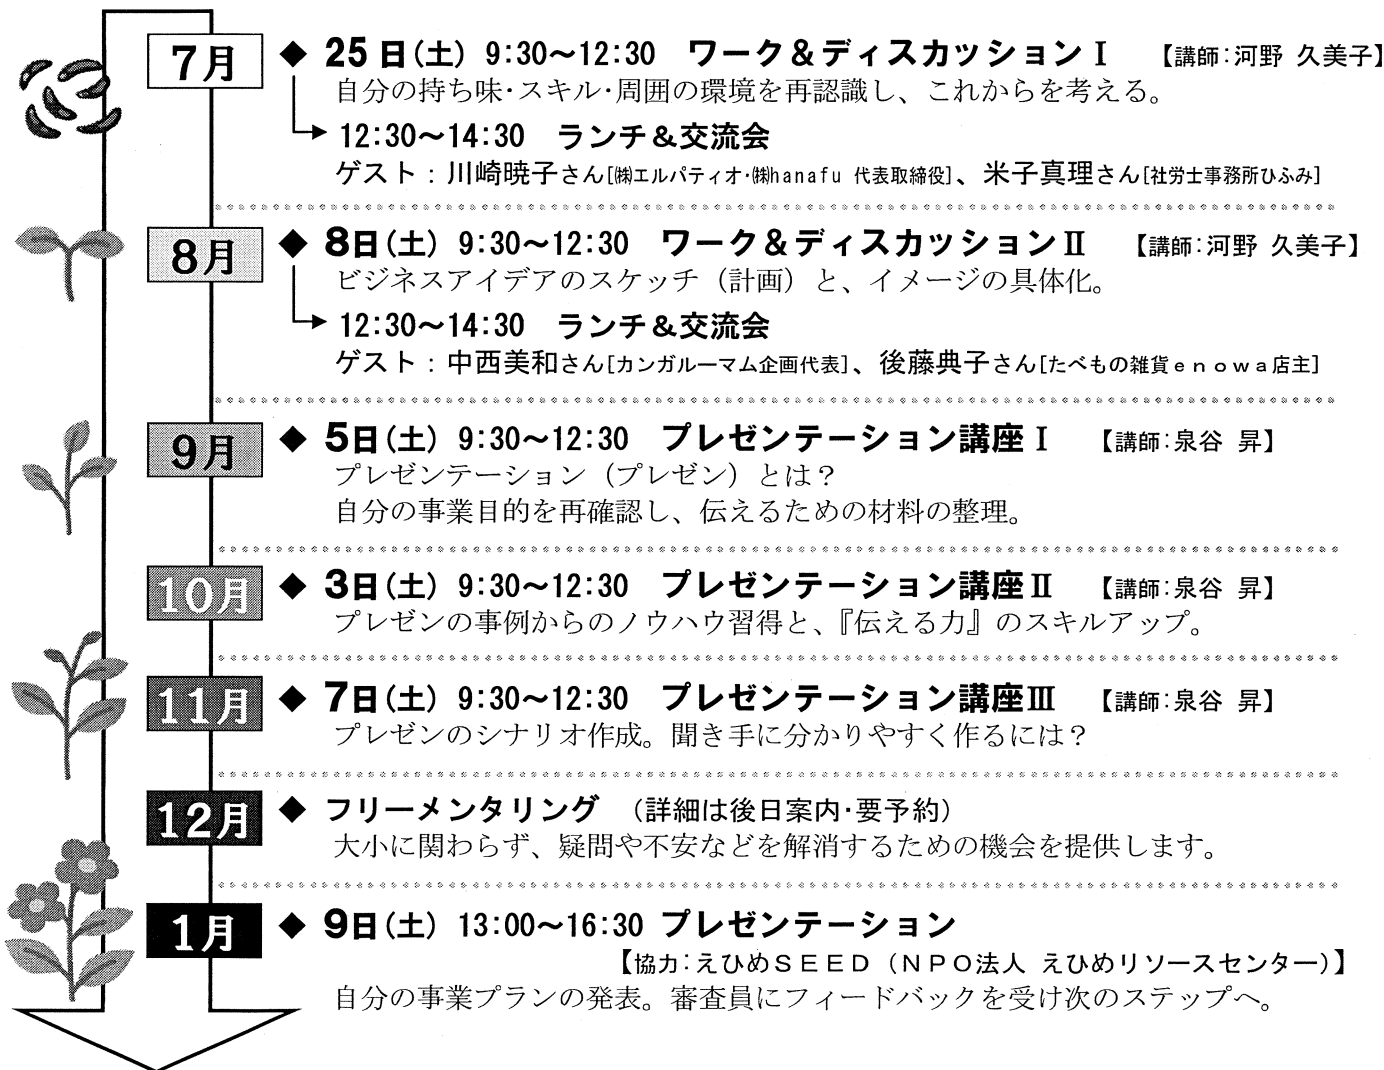 7月 ◆ 25日(土) 9:30～12:30 ワーク＆ディスカッションⅠ 【講師:河野 久美子】
自分の持ち味･スキル･周囲の環境を再認識し、これからを考える。
12:30～14:30 ランチ＆交流会
ゲスト：川崎暁子さん[㈱エルパティオ･㈱hanafu 代表取締役]、米子真理さん[社労士事務所ひふみ]
8月 ◆ 8日(土) 9:30～12:30 ワーク＆ディスカッションⅡ 【講師:河野 久美子】
ビジネスアイデアのスケッチ（計画）と、イメージの具体化。
12:30～14:30 ランチ＆交流会
ゲスト：中西美和さん[カンガルーマム企画代表]、後藤典子さん[たべもの雑貨ｅｎｏｗａ店主]
9月 ◆ 5日(土) 9:30～12:30 プレゼンテーション講座Ⅰ 【講師:泉谷 昇】
プレゼンテーション（プレゼン）とは？
自分の事業目的を再確認し、伝えるための材料の整理。
10月 ◆ 3日(土) 9:30～12:30 プレゼンテーション講座Ⅱ 【講師:泉谷 昇】
プレゼンの事例からのノウハウ習得と、『伝える力』のスキルアップ。
11月 ◆ 7日(土) 9:30～12:30 プレゼンテーション講座Ⅲ 【講師:泉谷 昇】
プレゼンのシナリオ作成。聞き手に分かりやすく作るには？
12月 ◆ フリーメンタリング （詳細は後日案内･要予約）
大小に関わらず、疑問や不安などを解消するための機会を提供します。
1月 ◆ 9日(土) 13:00～16:30 プレゼンテーション
【協力:えひめＳＥＥＤ（ＮＰＯ法人 えひめリソースセンター）】
自分の事業プランの発表。審査員にフィードバックを受け次のステップへ。